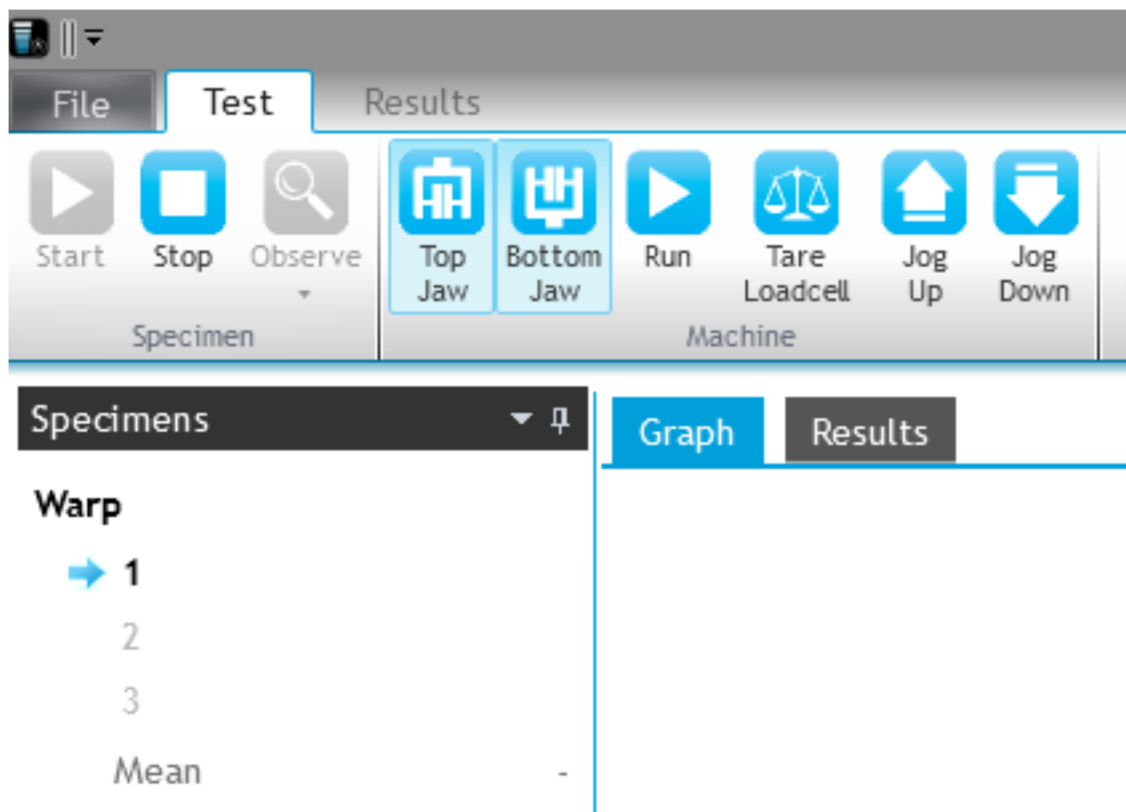 File Test Results
Start Stop Observe Top Jaw Bottom Jaw Run Tare Loadcell Jog Up Jog Down
Specimen Machine
Specimens
Graph Results
Warp
1
2
3
Mean -